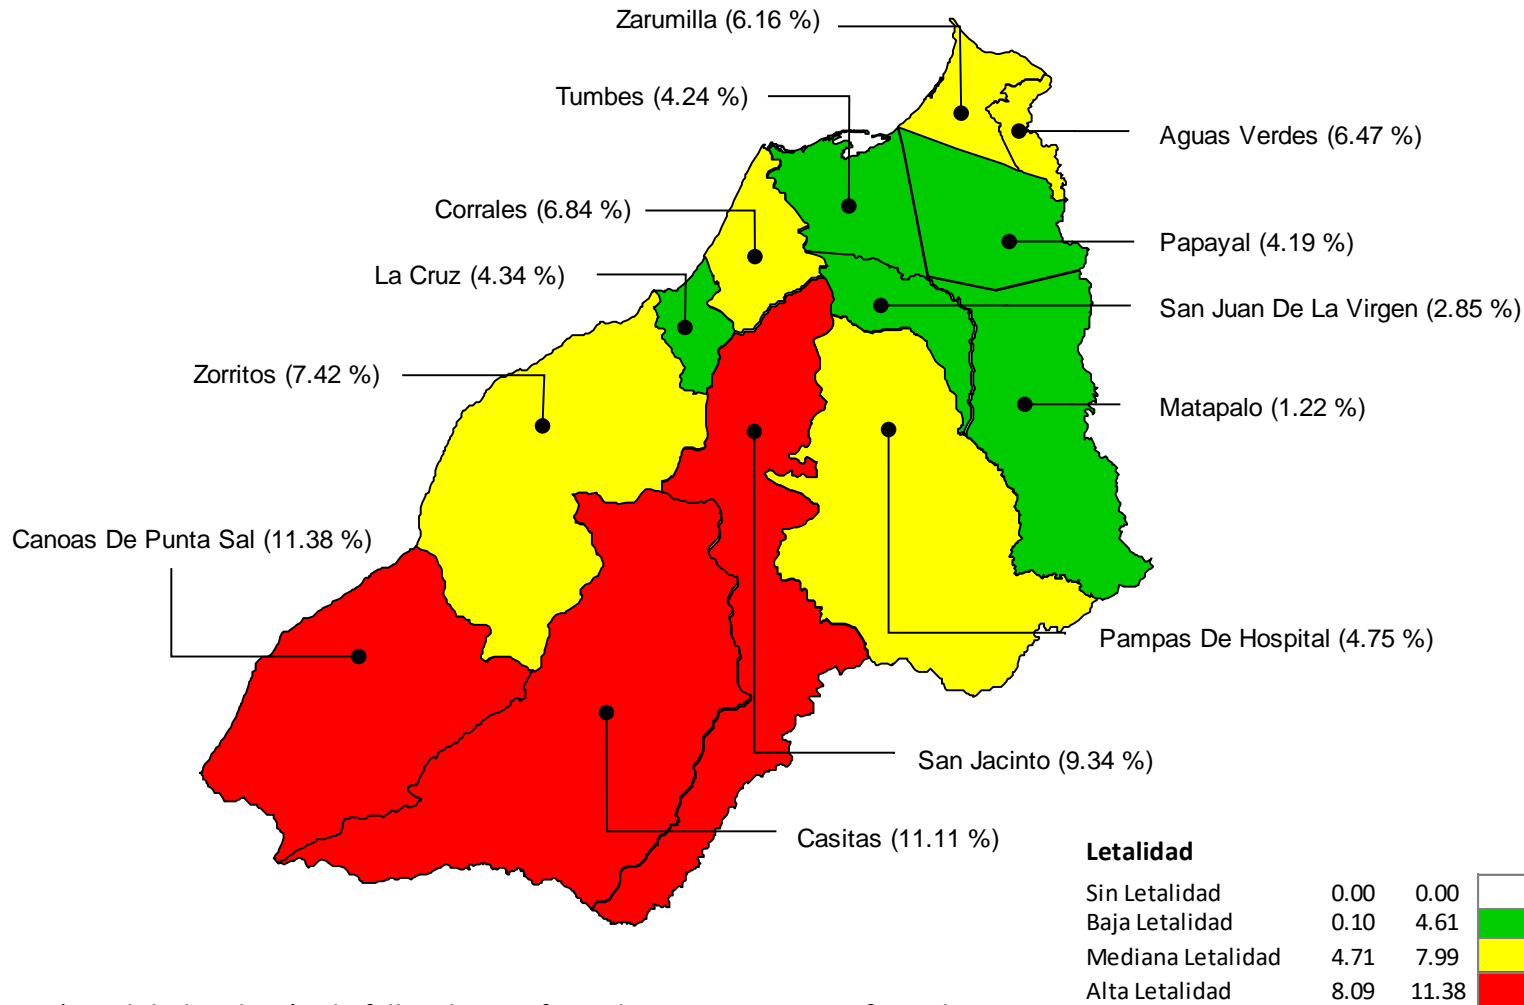 Zarumilla (6.16 %)
Tumbes (4.24 %)
Aguas Verdes (6.47 %)
Corrales (6.84 %)
Papayal (4.19 %)
La Cruz (4.34 %)
San Juan De La Virgen (2.85 %)
Zorritos (7.42 %)
Matapalo (1.22 %)
Canoas De Punta Sal (11.38 %)
Pampas De Hospital (4.75 %)
San Jacinto (9.34 %)
Casitas (11.11 %)
Letalidad
Sin Letalidad 0.00 0.00
Baja Letalidad 0.10 4.61
Mediana Letalidad 4.71 7.99
Alta Letalidad 8.09 11.38